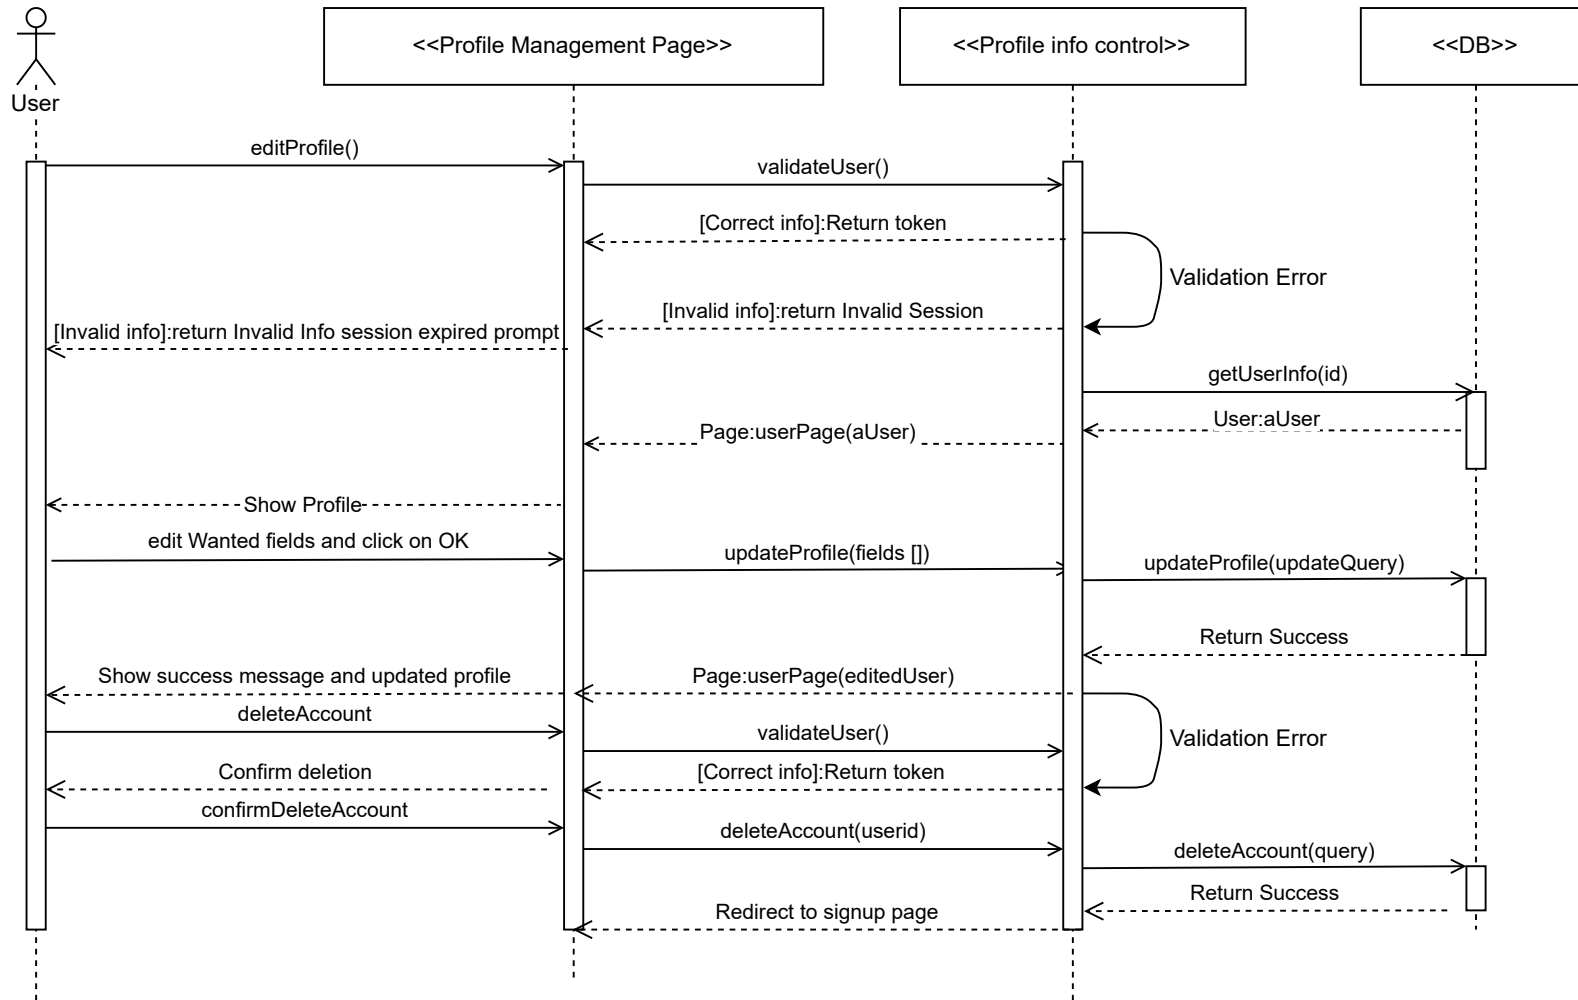 <<Profile Management Page>>
<<Profile info control>>
<<DB>>
User
editProfile()
validateUser()
[Correct info]:Return token
Validation Error
[Invalid info]:return Invalid Session
[Invalid info]:return Invalid Info session expired prompt
getUserInfo(id)
User:aUser
Page:userPage(aUser)
Show Profile
edit Wanted fields and click on OK
updateProfile(fields [])
updateProfile(updateQuery)
Return Success
Show success message and updated profile
Page:userPage(editedUser)
deleteAccount
validateUser()
Validation Error
Confirm deletion
[Correct info]:Return token
confirmDeleteAccount
deleteAccount(userid)
deleteAccount(query)
Return Success
Redirect to signup page